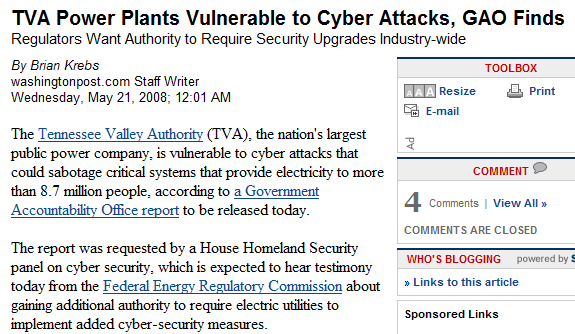 TVA Power Plants Vulnerable to Cyber Attacks, GAO Finds
Regulators Want Authority to Require Security Upgrades Industry-wide
By Brian Krebs
washingtonpost.com Staff Writer
Wednesday, May 21, 2008; 12:01 AM
The Tennessee Valley Authority (TVA), the nation's largest
public power company, is vulnerable to cyber attacks that
could sabotage critical systems that provide electricity to more
than 8.7 million people, according to a Government
Accountability Office report to be released today.
The report was requested by a House Homeland Security
panel on cyber security, which is expected to hear testimony
today from the Federal Energy Regulatory Commission about
gaining additional authority to require electric utilities to
implement added cyber-security measures.
TOOLBOX
AAA Resize
Print
E-mail
COMMENT
4 Comments | View All »
COMMENTS ARE CLOSED
WHO'S BLOGGING powered by
» Links to this article
Sponsored Links